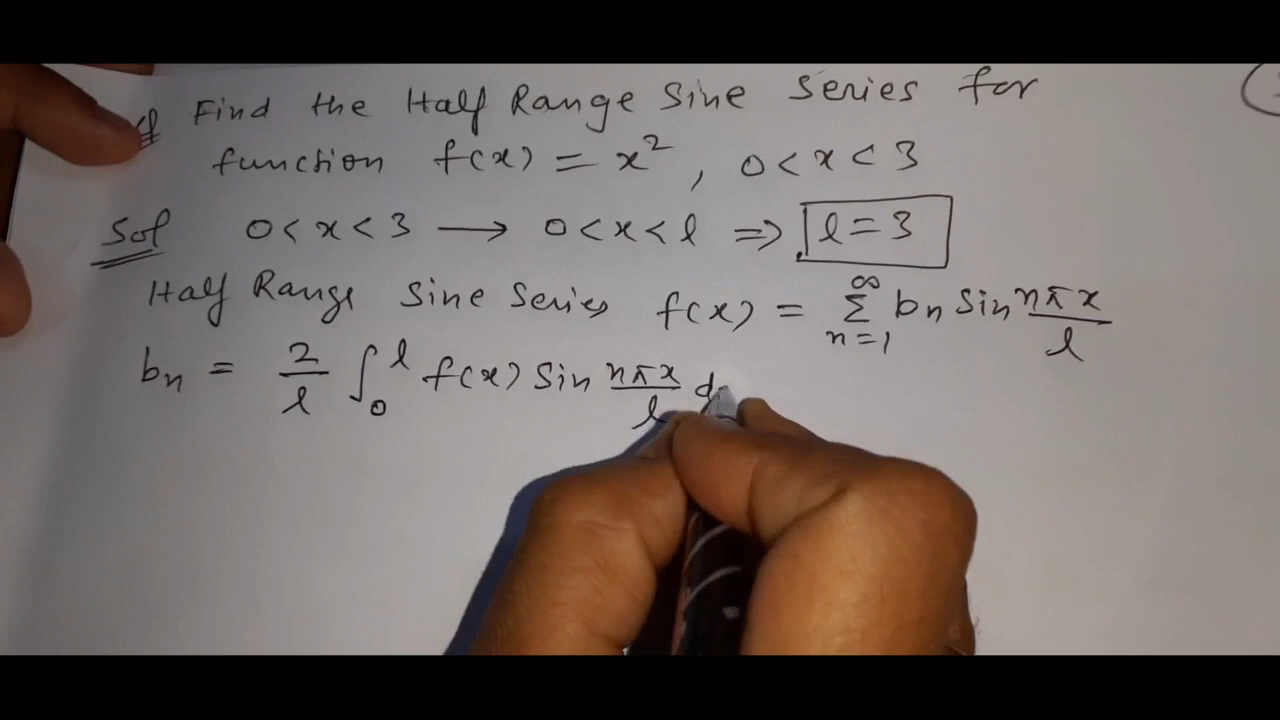 Find the Half Range Sine Series for
function f(x) = x², 0<x<3
Sol 0<x<3 → 0<x<l ⇒ l=3
Half Range Sine Series f(x) = ∑_{n=1}^{∞} bn Sin nπx/l
bn = 2/l ∫_0^l f(x) Sin nπx/l d